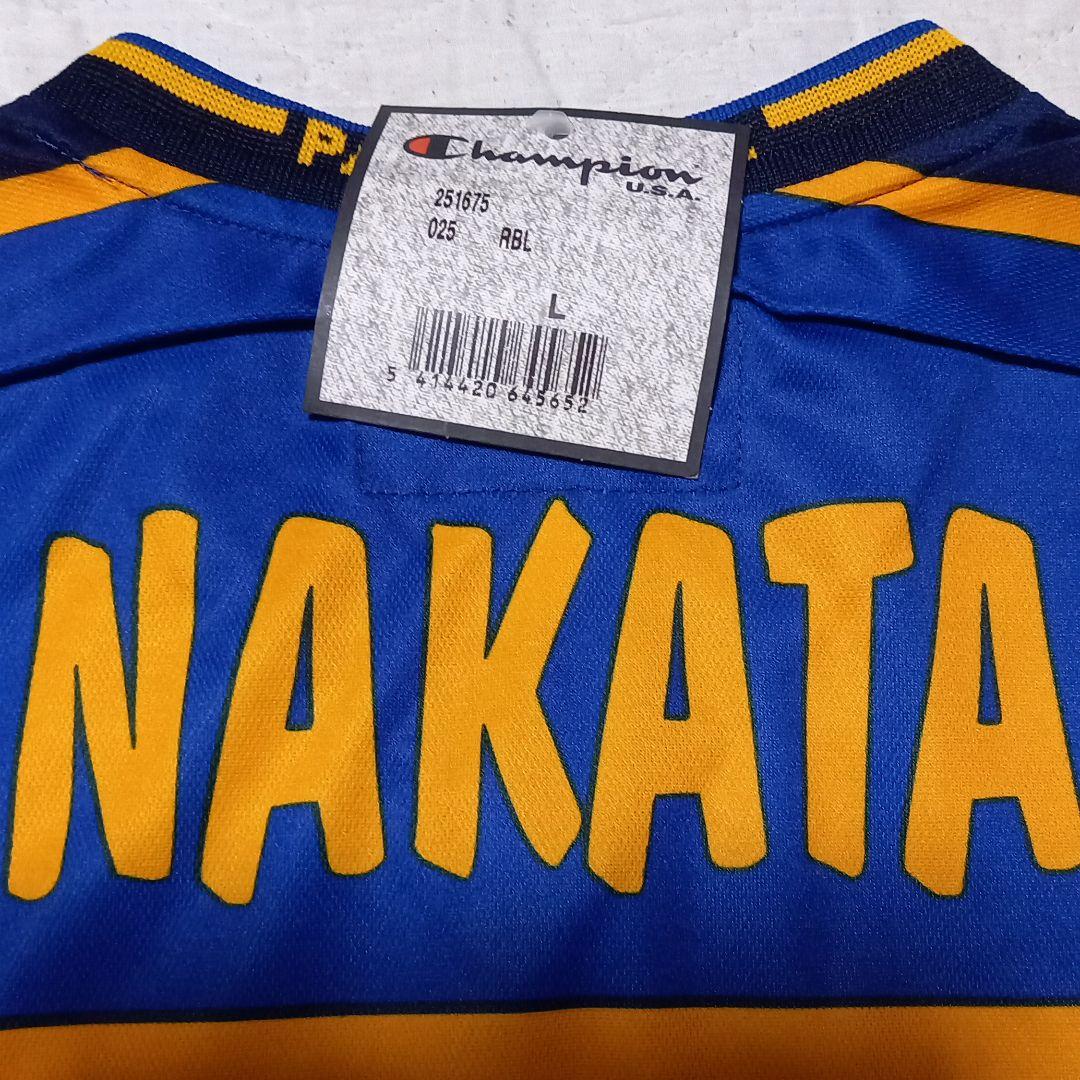 Champion
U.S.A.
251675
025 RBL
L
5 414420 645652
NAKATA